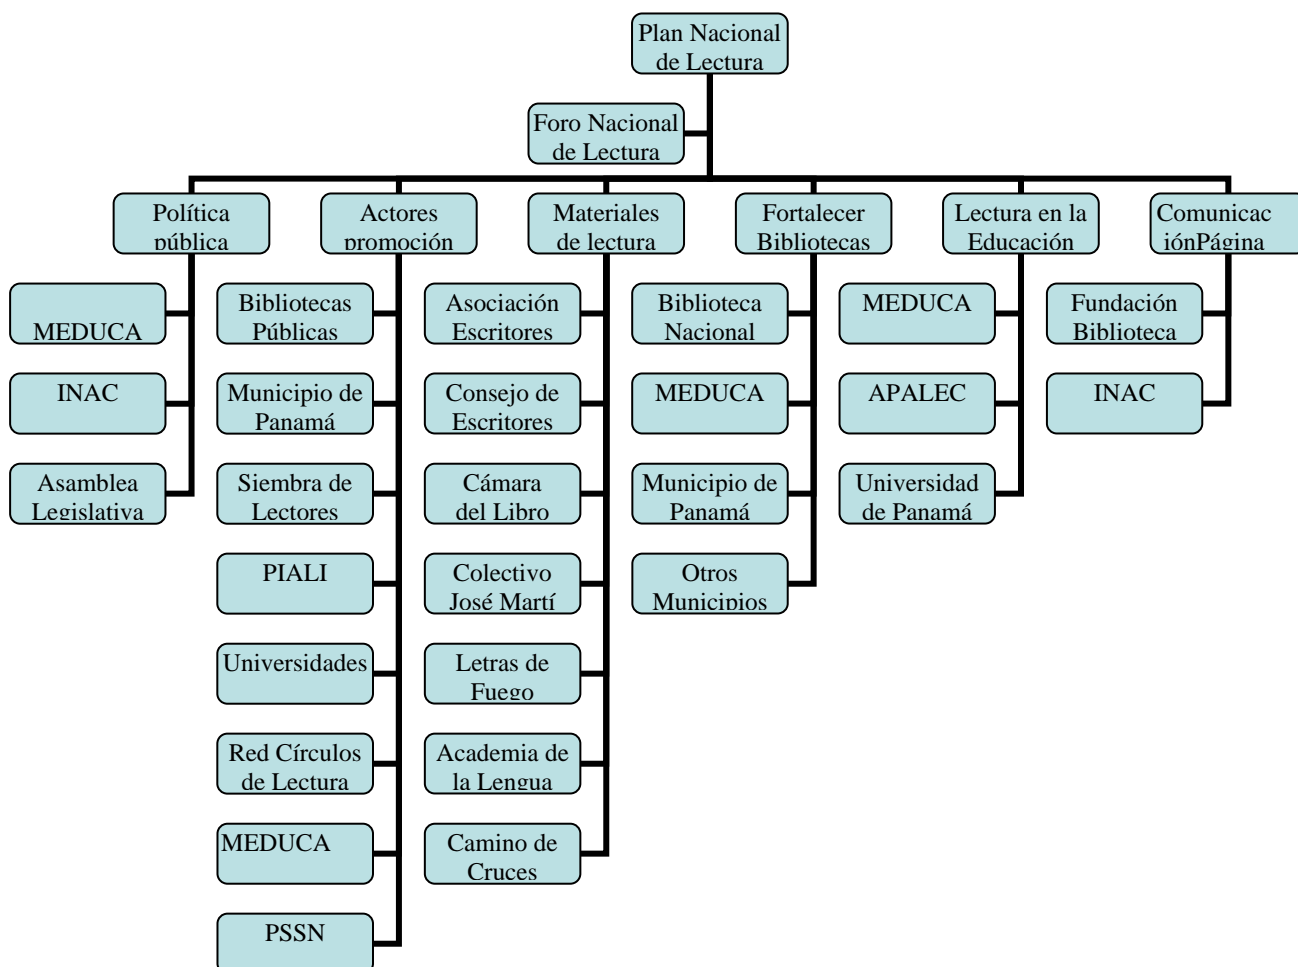 Plan Nacional
de Lectura
Foro Nacional
de Lectura
Política
pública
Actores
promoción
Materiales
de lectura
Fortalecer
Bibliotecas
Lectura en la
Educación
Comunicac
iónPágina
MEDUCA
INAC
Asamblea
Legislativa
Bibliotecas
Públicas
Municipio de
Panamá
Siembra de
Lectores
PIALI
Universidades
Red Círculos
de Lectura
MEDUCA
PSSN
Asociación
Escritores
Consejo de
Escritores
Cámara
del Libro
Colectivo
José Martí
Letras de
Fuego
Academia de
la Lengua
Camino de
Cruces
Biblioteca
Nacional
MEDUCA
Municipio de
Panamá
Otros
Municipios
MEDUCA
APALEC
Universidad
de Panamá
Fundación
Biblioteca
INAC